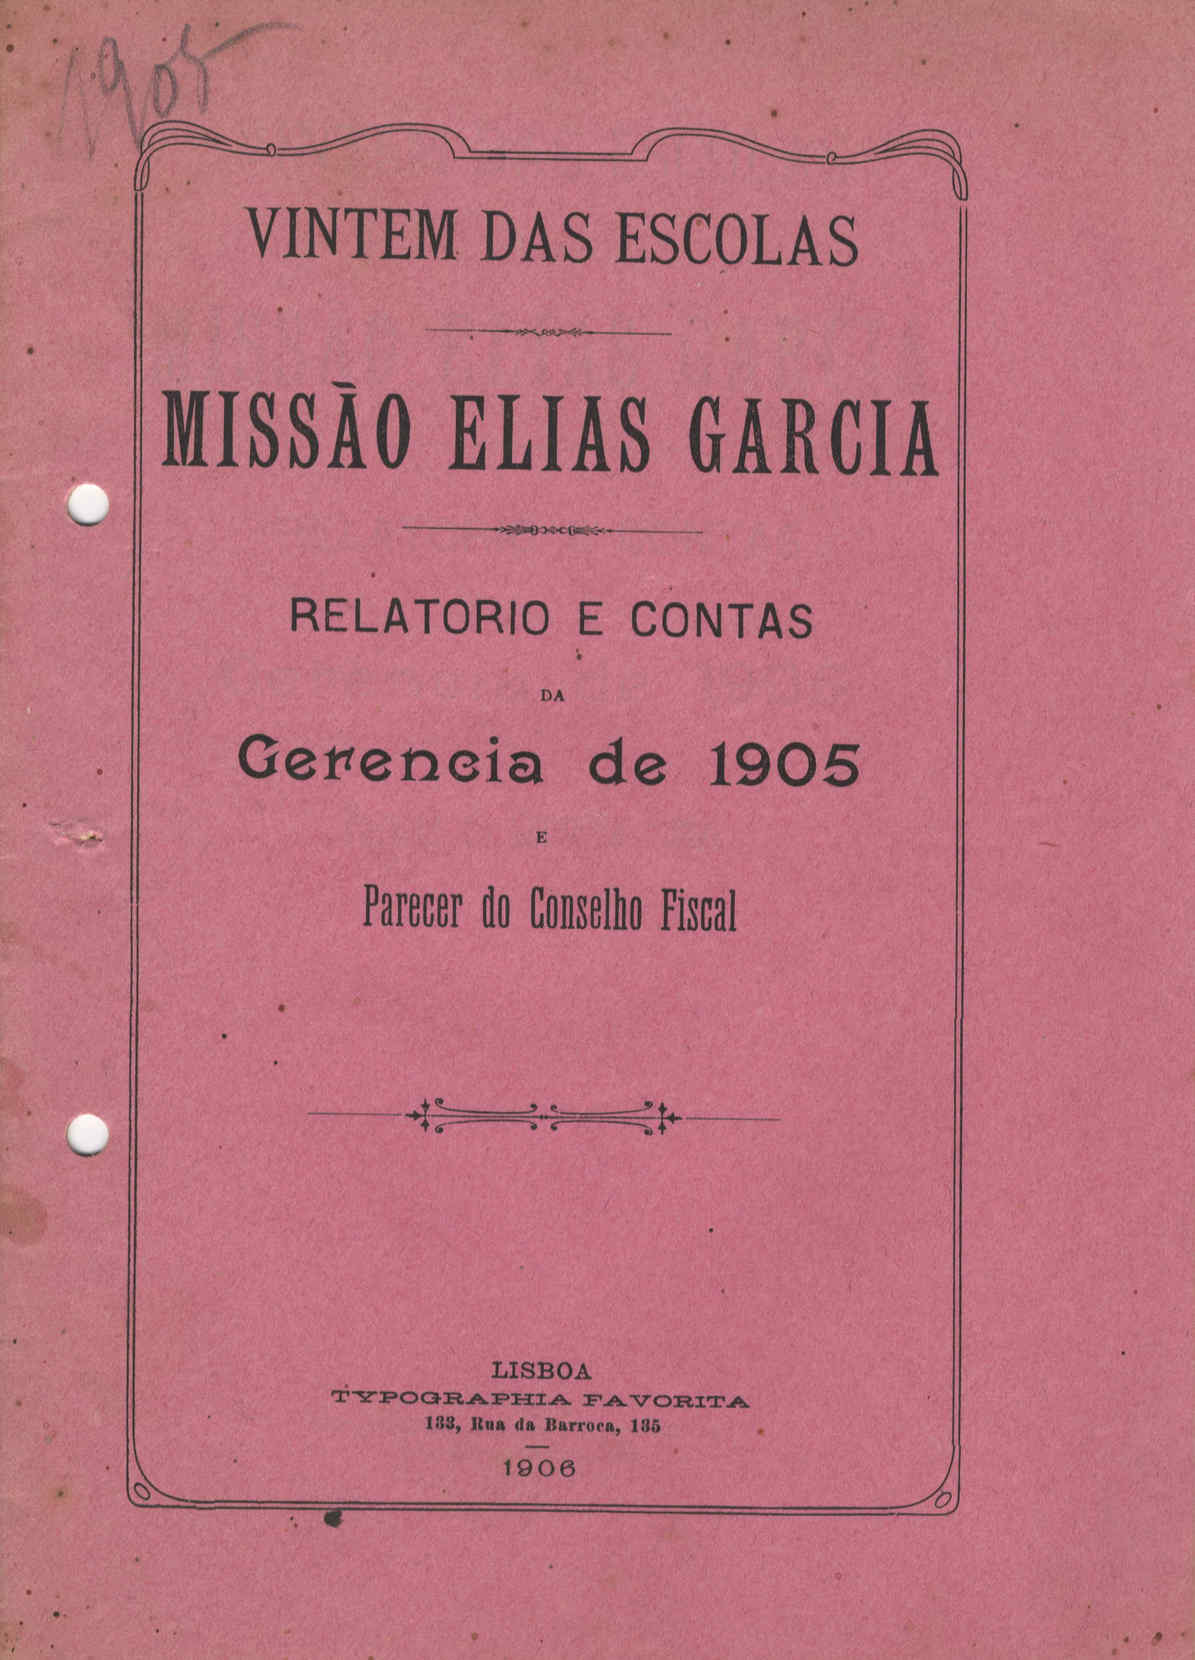 1905
VINTEM DAS ESCOLAS
MISSÃO ELIAS GARCIA
RELATORIO E CONTAS
DA
Gerencia de 1905
E
Parecer do Conselho Fiscal
LISBOA
TYPOGRAPHIA FAVORITA
133, Rua da Barroca, 135
1906